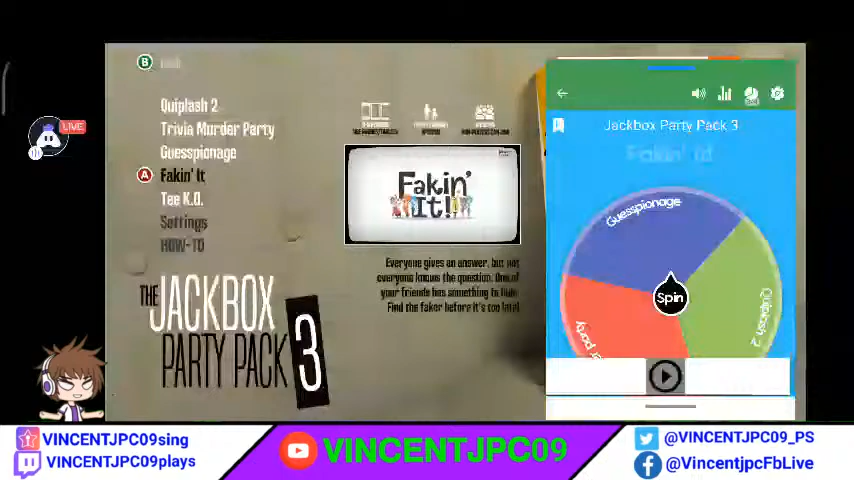 B
LIVE
Quiplash 2
Trivia Murder Party
Guesspionage
A Fakin' It
Tee K.O.
Settings
HOW-TO
THE
JACKBOX
PARTY PACK
3
Fakin'
It!
Everyone gives an answer, but not
everyone knows the question. One of
your friends has something to hide.
Find the faker before it's too late!
Jackbox Party Pack 3
Fakin' It!
Guesspionage
Quiplash 2
Spin
VINCENTJPC09sing
VINCENTJPC09plays
VINCENTJPC09
@VINCENTJPC09_PS
@VincentjpcFbLive